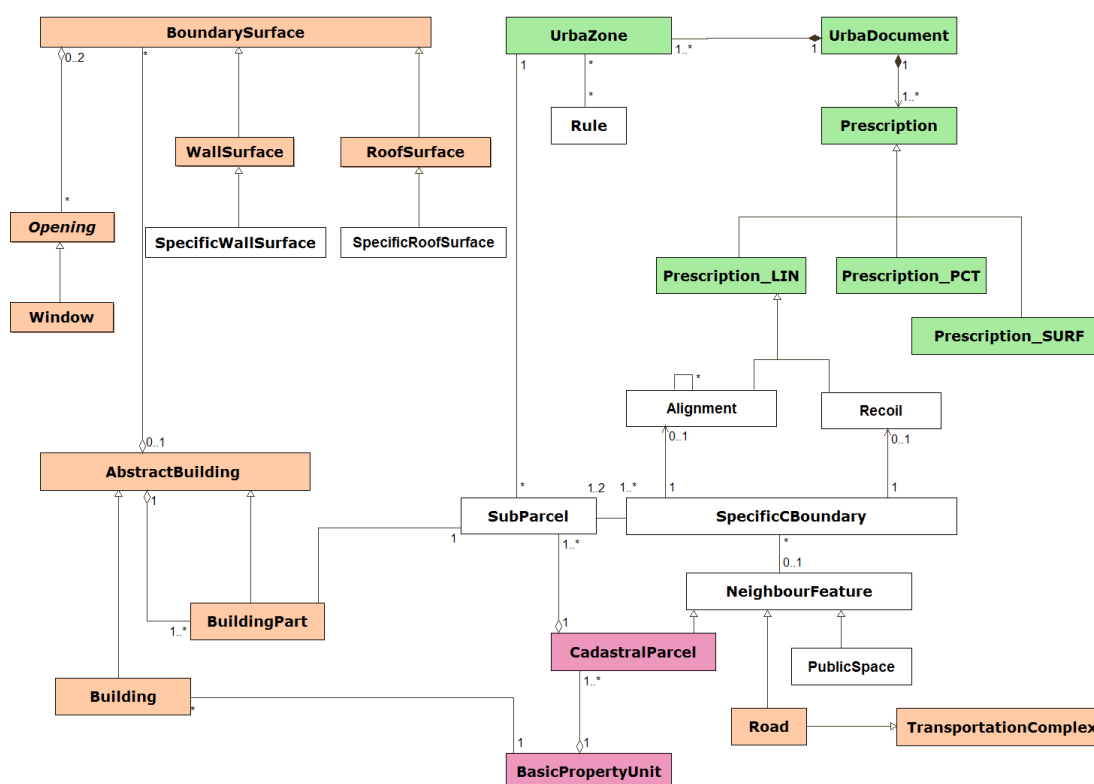 BoundarySurface
UrbaZone
UrbaDocument
0..2
*
1
*
1..*
1
1
*
1..*
Rule
Prescription
WallSurface
RoofSurface
*
Opening
SpecificWallSurface
SpecificRoofSurface
Prescription_LIN
Prescription_PCT
Window
Prescription_SURF
*
Alignment
Recoil
0..1
0..1
0..1
AbstractBuilding
1
*
1..2
1..*
1
1
SubParcel
SpecificCBoundary
1
1..*
*
0..1
NeighbourFeature
BuildingPart
1..*
1
CadastralParcel
PublicSpace
1..*
Building
*
Road
TransportationComplex
1
1
BasicPropertyUnit